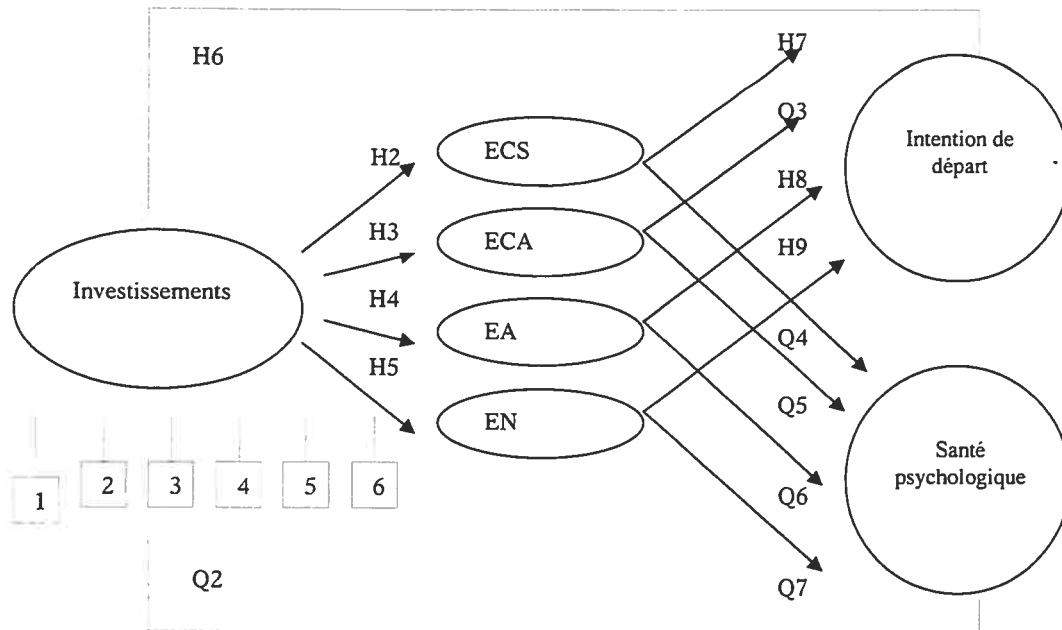 H6
H7
Q3
ECS
H2
Intention de
départ
H8
H3
ECA
H9
Investissements
H4
EA
Q4
H5
Q5
EN
Santé
psychologique
1
2
3
4
5
6
Q6
Q2
Q7